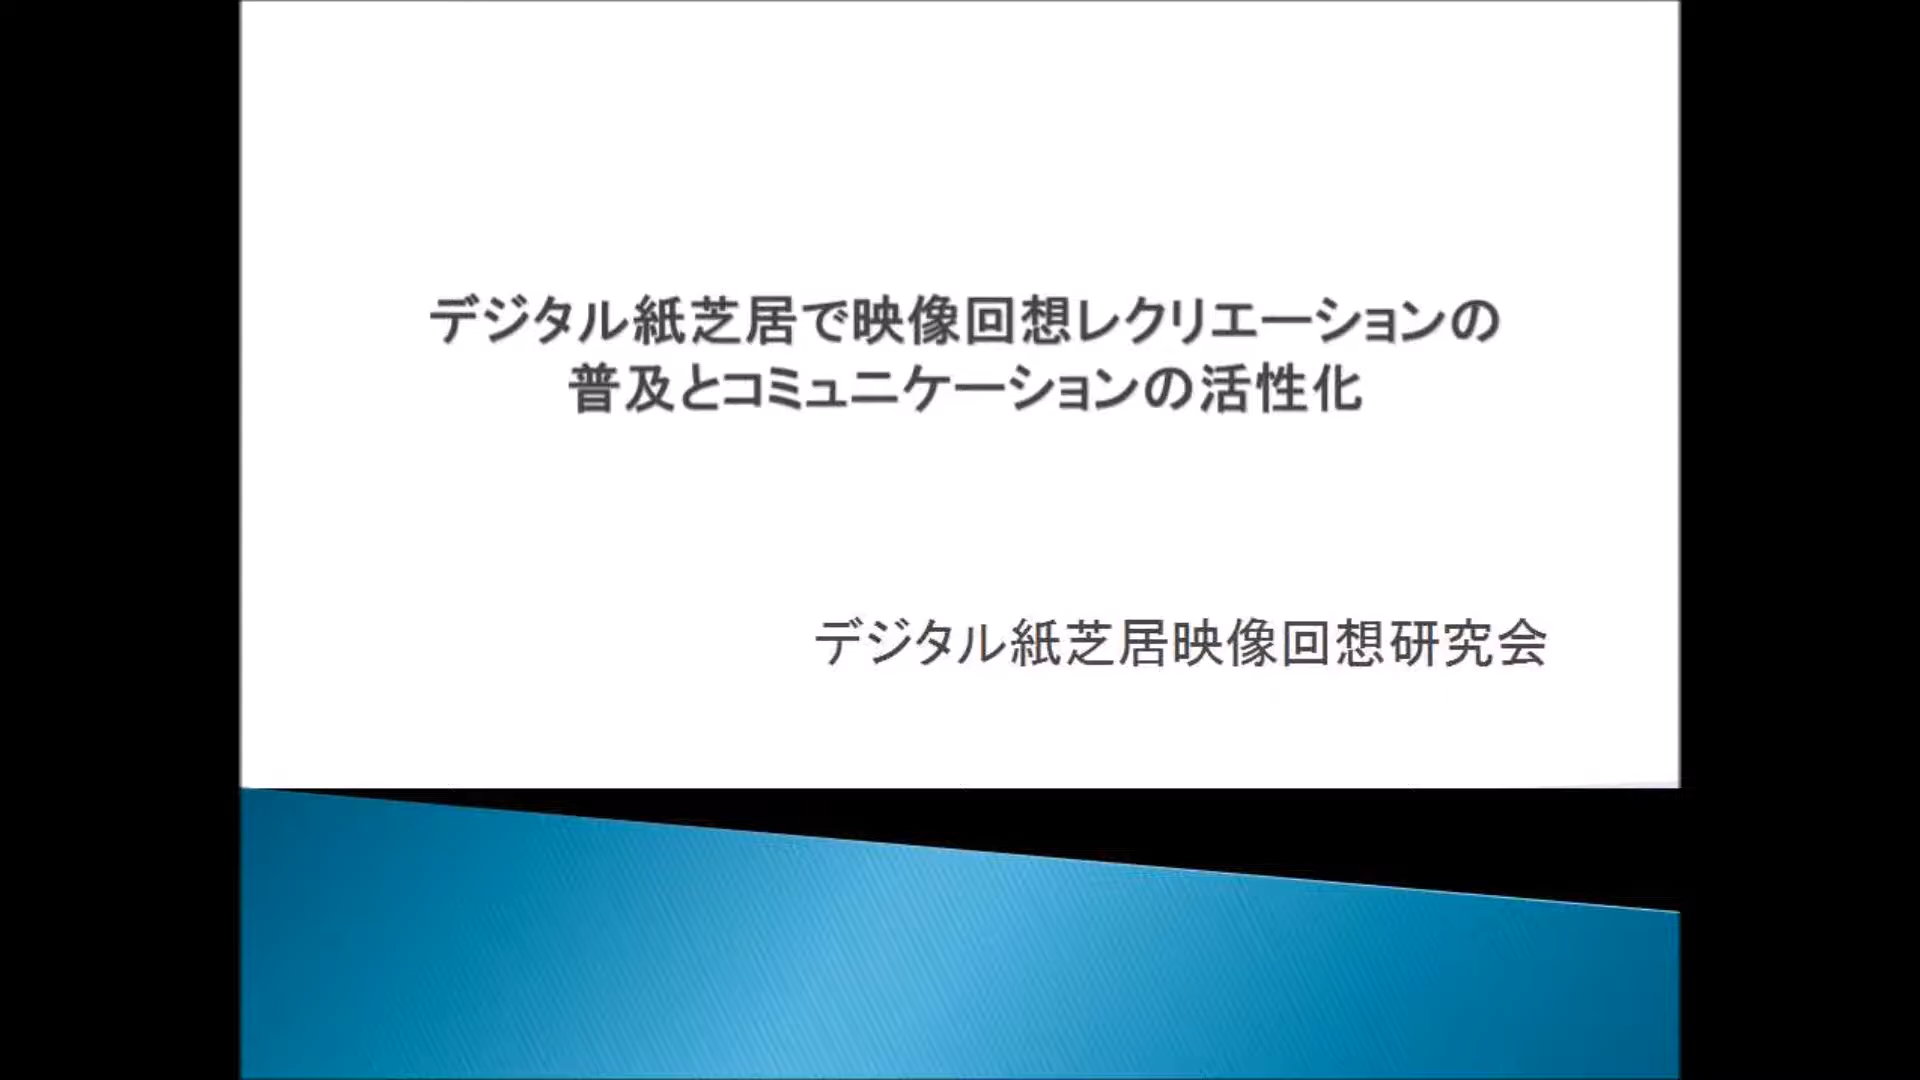 デジタル紙芝居で映像回想レクリエーションの
普及とコミュニケーションの活性化
デジタル紙芝居映像回想研究会